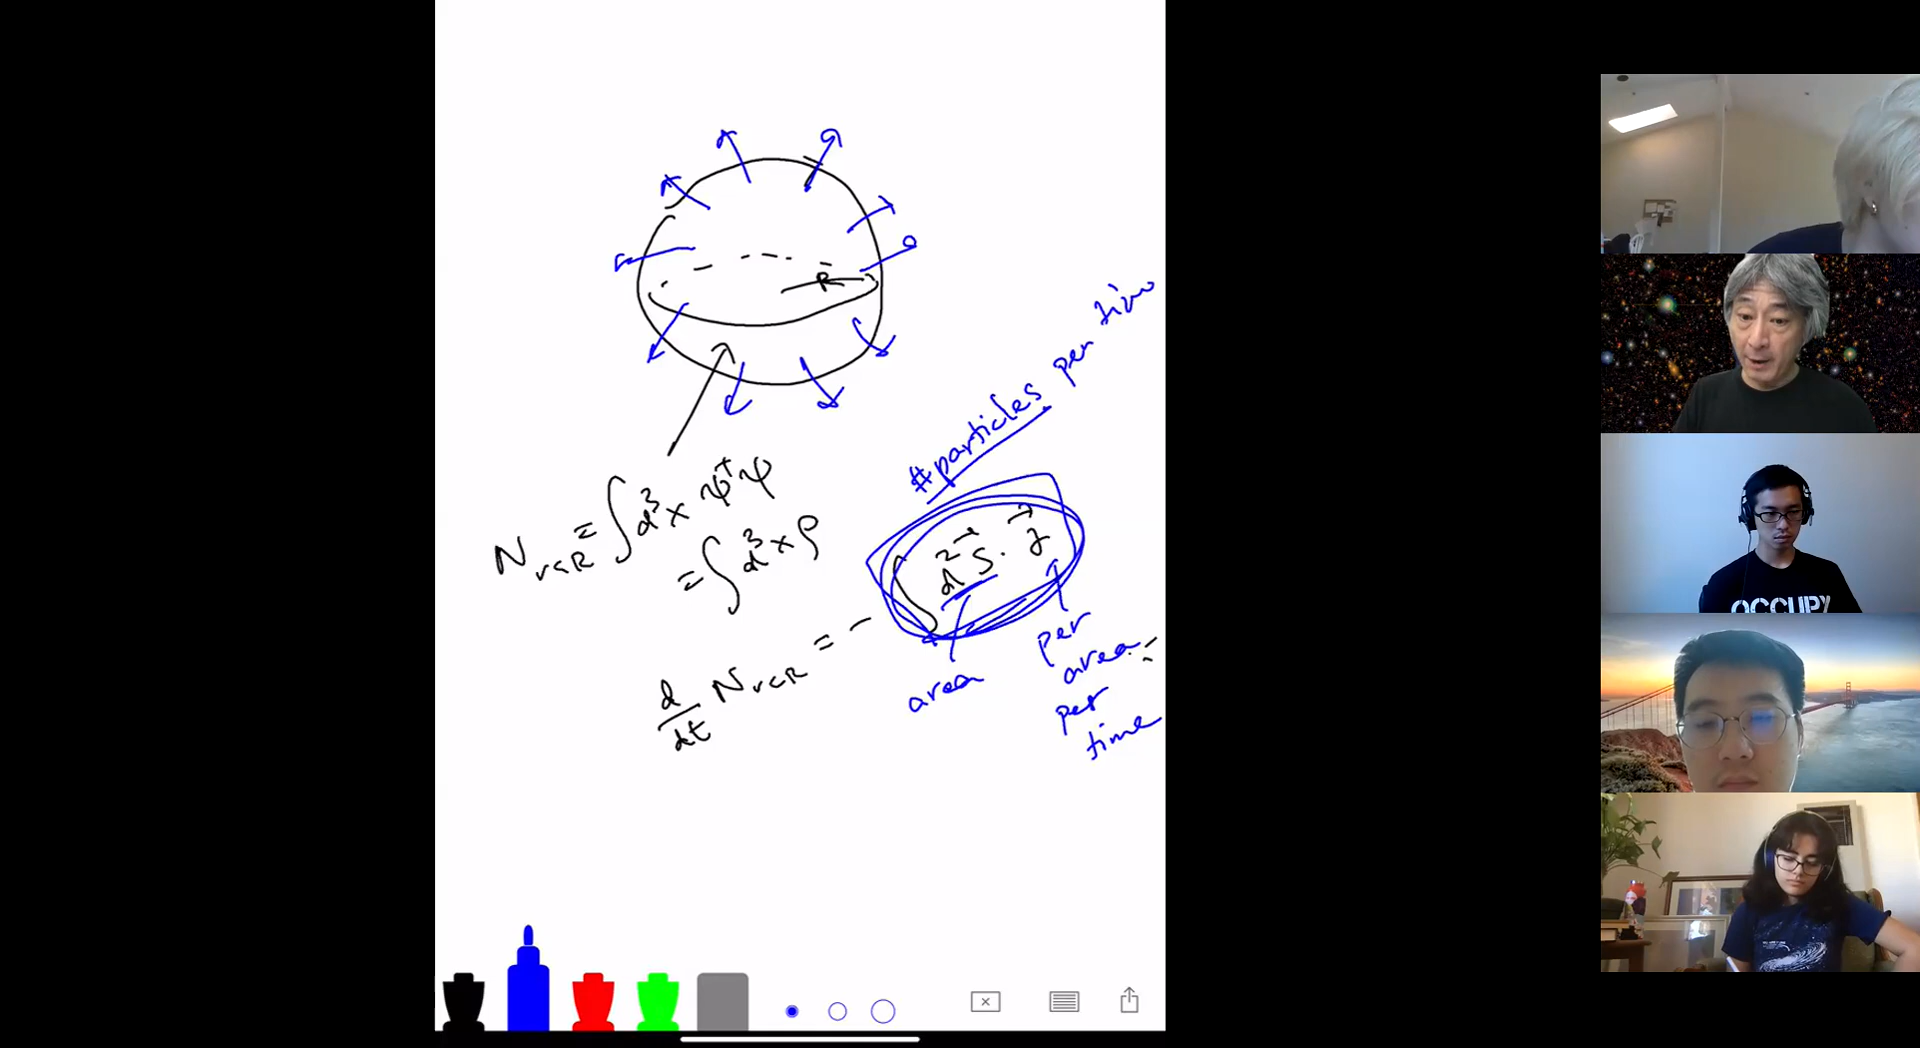 R
# particles per time
N_{r<R} = ∫ d³x ψ†ψ
= ∫ d³x ρ
d/dt N_{r<R} = - ∫ d²S⃗ · j⃗
area
per
area
per
time
OCCUPY